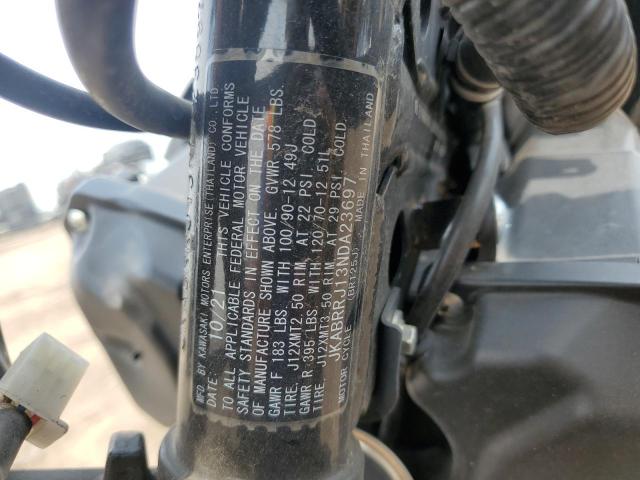 MFD. BY KAWASAKI MOTORS ENTERPRISE(THAILAND) CO., LTD.
DATE. 10/21 THIS VEHICLE CONFORMS
TO ALL APPLICABLE FEDERAL MOTOR VEHICLE
SAFETY STANDARDS IN EFFECT ON THE DATE
OF MANUFACTURE SHOWN ABOVE. GVWR 578 LBS.
GAWR F 183 LBS. WITH 100/90-12 49J
TIRE, J12XMT2.50 RIM, AT 22 PSI COLD.
GAWR R 395 LBS. WITH 120/70-12 51L
TIRE, J12XMT3.50 RIM, AT 29 PSI COLD.
JKABRRJ13NDA23697
MOTOR CYCLE (BR125J) MADE IN THAILAND